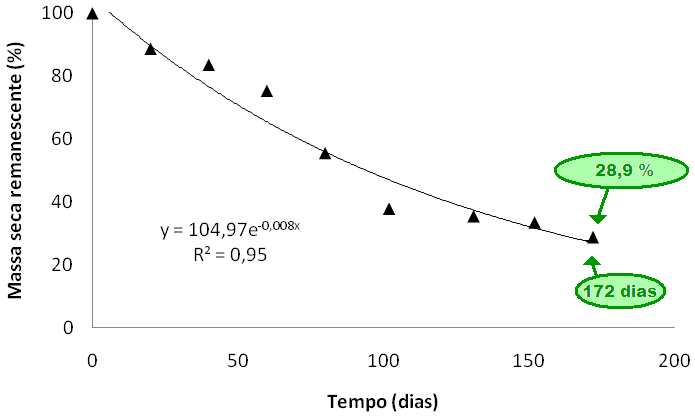 Massa seca remanescente (%)
100
80
60
40
20
0
28,9 %
y = 104,97e-0,008x
R² = 0,95
172 dias
0
50
100
150
200
Tempo (dias)